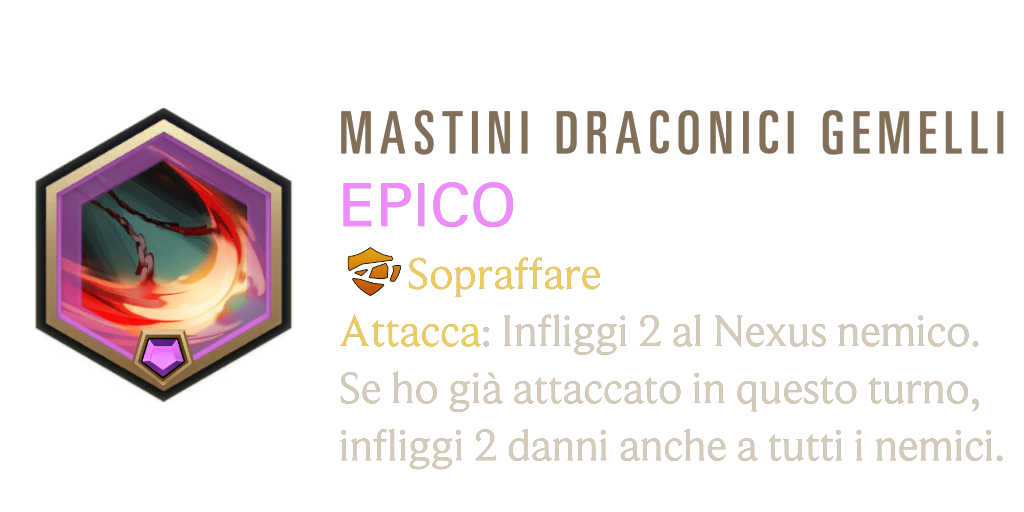 MASTINI DRACONICI GEMELLI
EPICO
Sopraffare
Attacca: Infliggi 2 al Nexus nemico.
Se ho già attaccato in questo turno,
infliggi 2 danni anche a tutti i nemici.